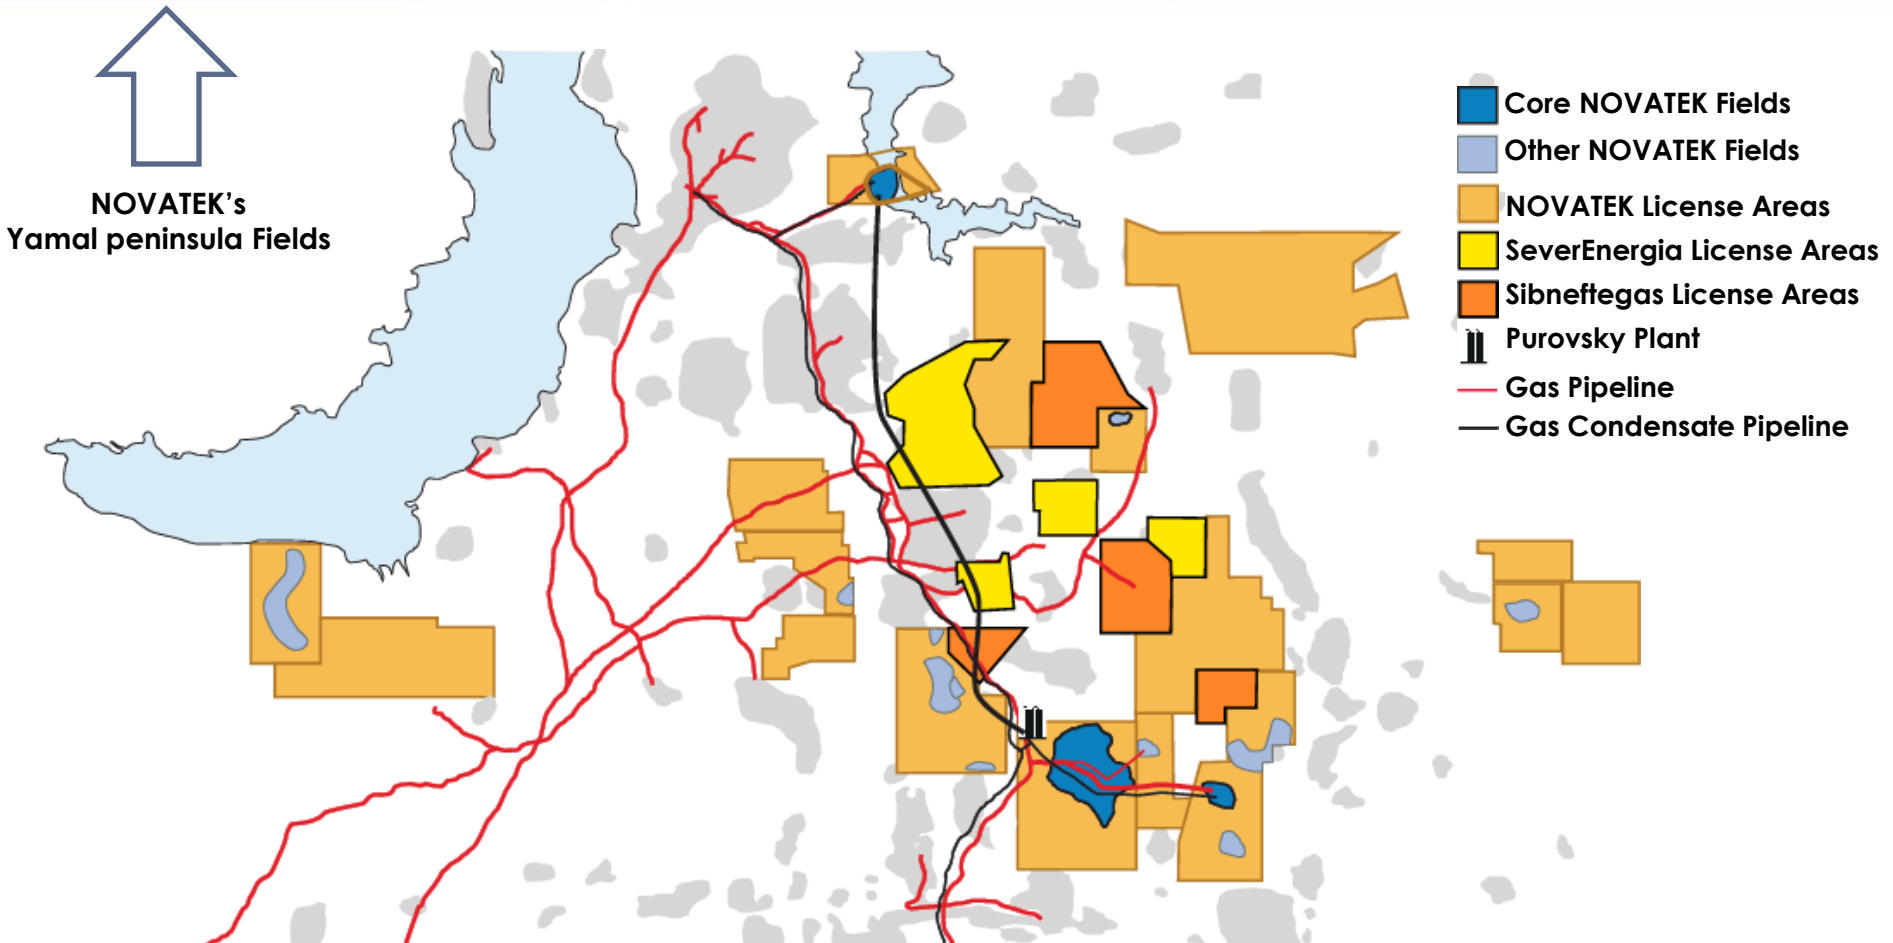 NOVATEK’s
Yamal peninsula Fields
Core NOVATEK Fields
Other NOVATEK Fields
NOVATEK License Areas
SeverEnergia License Areas
Sibneftegas License Areas
Purovsky Plant
Gas Pipeline
Gas Condensate Pipeline